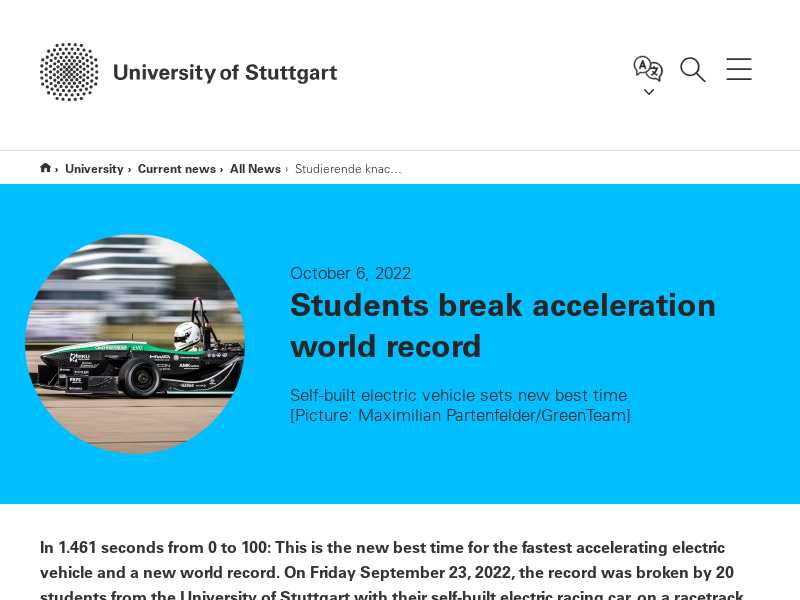 University of Stuttgart
University › Current news › All News › Studierende knac…
October 6, 2022
Students break acceleration
world record
Self-built electric vehicle sets new best time
[Picture: Maximilian Partenfelder/GreenTeam]
In 1.461 seconds from 0 to 100: This is the new best time for the fastest accelerating electric
vehicle and a new world record. On Friday September 23, 2022, the record was broken by 20
students from the University of Stuttgart with their self-built electric racing car, on a racetrack